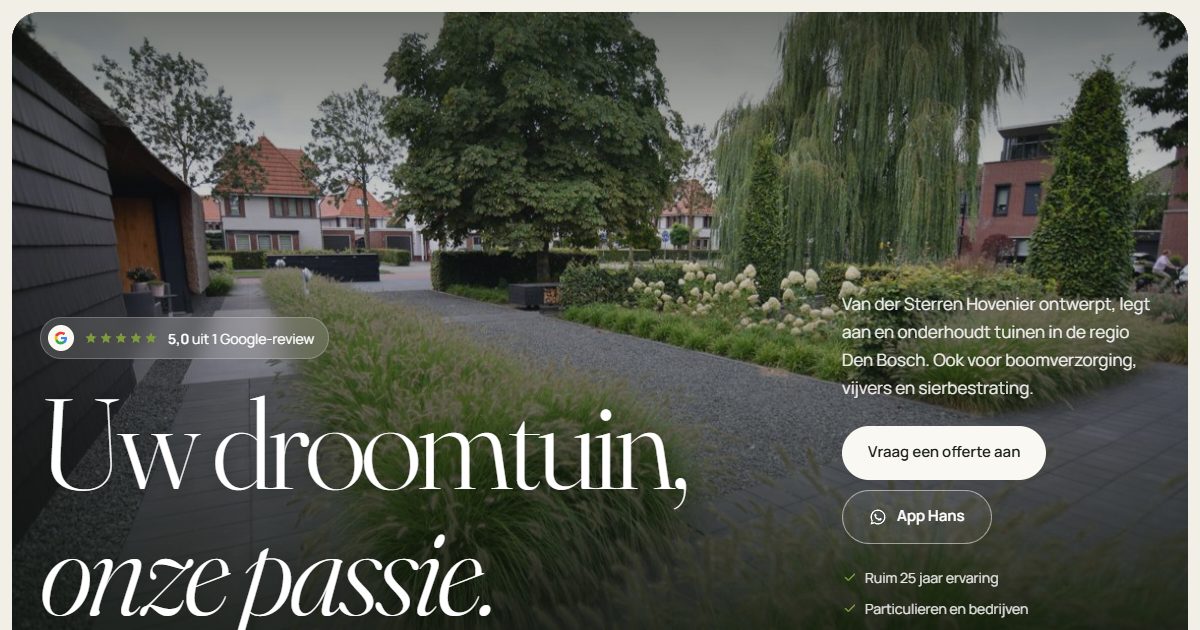 5,0 uit 1 Google-review
Uw droomtuin,
onze passie.
Van der Sterren Hovenier ontwerpt, legt
aan en onderhoudt tuinen in de regio
Den Bosch. Ook voor boomverzorging,
vijvers en sierbestrating.
Vraag een offerte aan
App Hans
Ruim 25 jaar ervaring
Particulieren en bedrijven